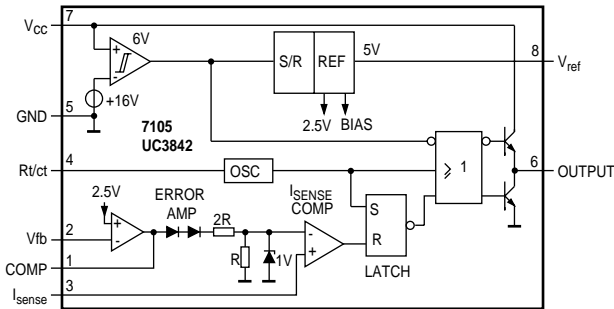 7
Vcc
6V
S/R REF
5V
8
Vref
+16V
5
GND
2.5V BIAS
7105
UC3842
4
Rt/ct
OSC
≥ 1
6
OUTPUT
2.5V
ERROR
AMP
ISENSE
COMP
S
2R
2
Vfb
R
1V
R
1
COMP
LATCH
3
Isense
+
-
+
-
-
+